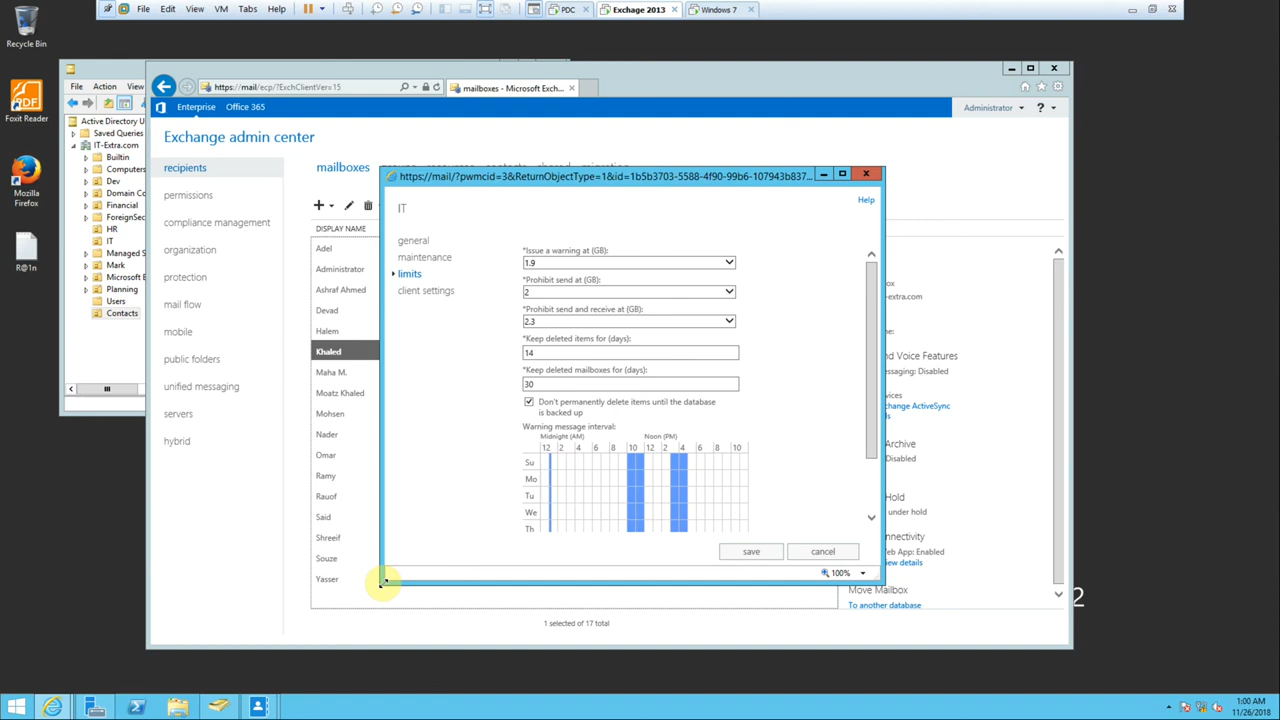 File Edit View VM Tabs Help PDC Exchage 2013 Windows 7
Recycle Bin
Foxit Reader
Mozilla
Firefox
R@1n
File Action View
Active Directory U
Saved Queries
IT-Extra.com
Builtin
Computers
Dev
Domain Co
Financial
ForeignSec
HR
IT
Managed S
Mark
Microsoft E
Planning
Users
Contacts
https://mail/ecp/?ExchClientVer=15
mailboxes - Microsoft Exch...
Enterprise Office 365
Administrator ?
Exchange admin center
recipients
permissions
compliance management
organization
protection
mail flow
mobile
public folders
unified messaging
servers
hybrid
mailboxes
DISPLAY NAME
Adel
Administrator
Ashraf Ahmed
Devad
Halem
Khaled
Maha M.
Moatz Khaled
Mohsen
Nader
Omar
Ramy
Rauof
Said
Shreeif
Souze
Yasser
1 selected of 17 total
https://mail/?pwmcid=3&ReturnObjectType=1&id=1b5b3703-5588-4f90-99b6-107943b837...
Help
IT
general
maintenance
limits
client settings
*Issue a warning at (GB):
1.9
*Prohibit send at (GB):
2
*Prohibit send and receive at (GB):
2.3
*Keep deleted items for (days):
14
*Keep deleted mailboxes for (days):
30
Don't permanently delete items until the database
is backed up
Warning message interval:
Midnight (AM) Noon (PM)
12 2 4 6 8 10 12 2 4 6 8 10
Su
Mo
Tu
We
Th
save cancel
100%
ox
-extra.com
ne:
nd Voice Features
essaging: Disabled
vices
change ActiveSync
ls
Archive
Disabled
Hold
under hold
onnectivity
Web App: Enabled
ew details
Move Mailbox
To another database
2
1:00 AM
11/26/2018